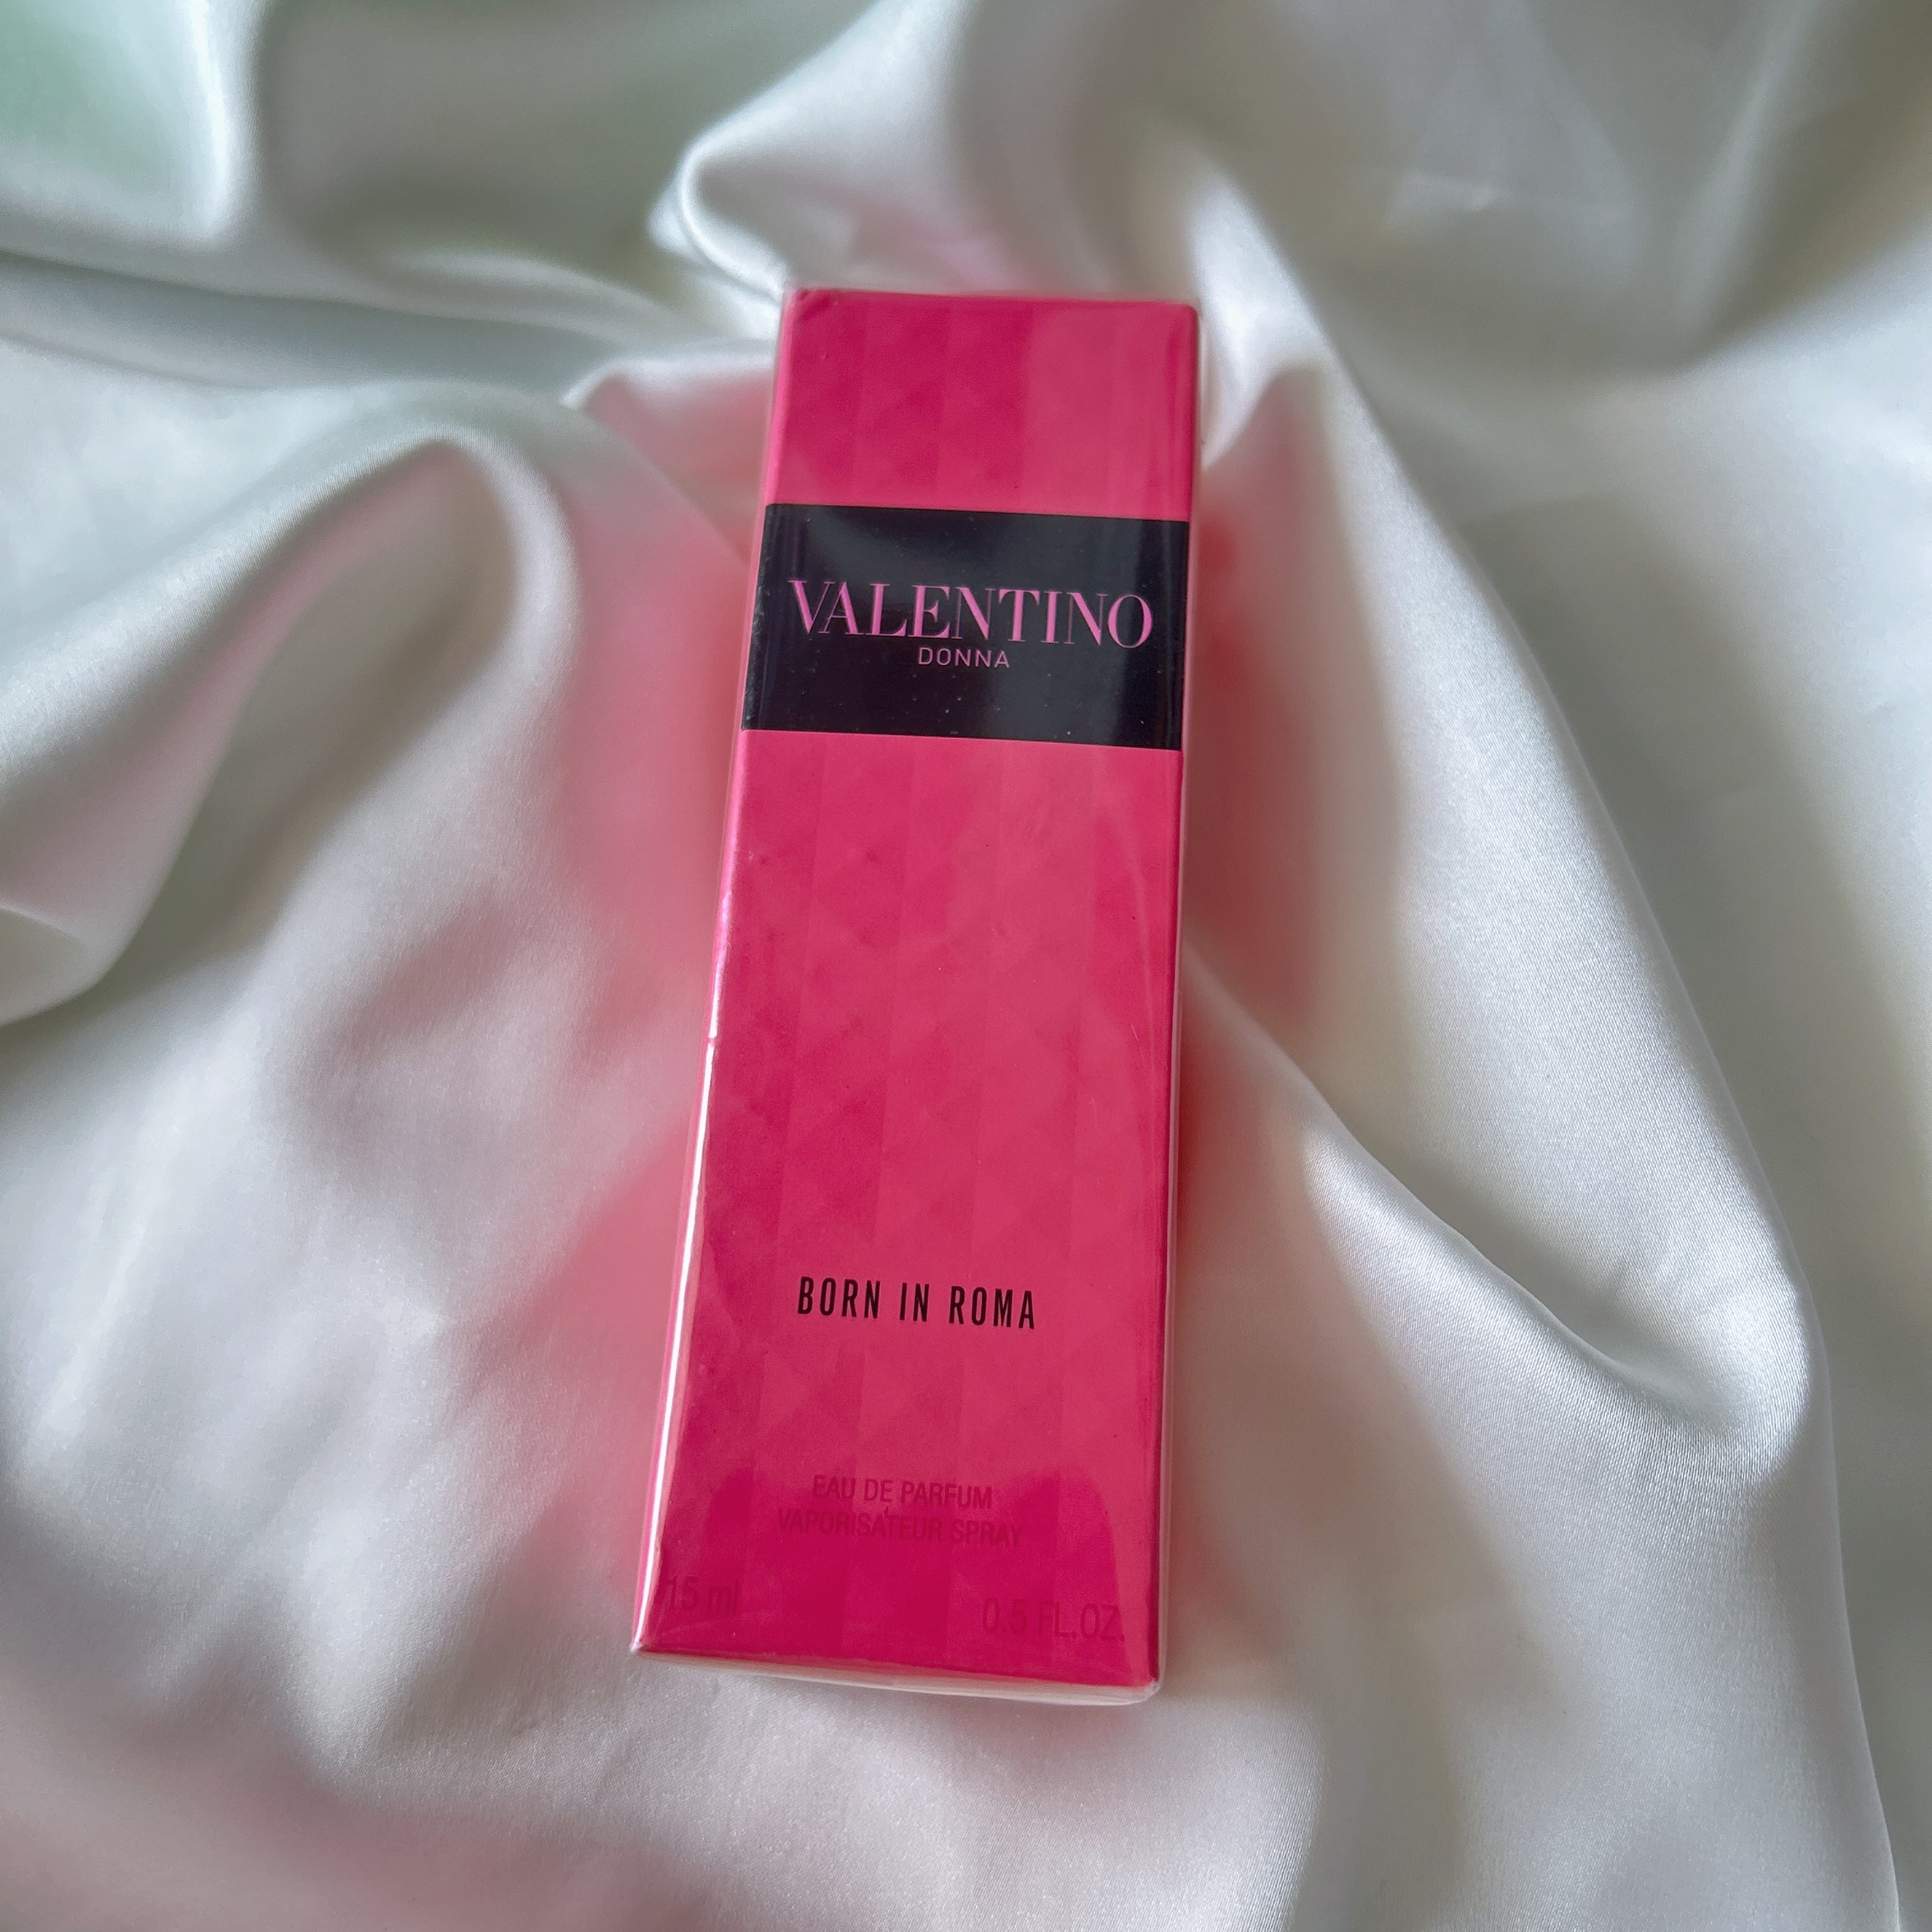 VALENTINO
DONNA
BORN IN ROMA
EAU DE PARFUM
VAPORISATEUR SPRAY
15 ml 0.5 FL.OZ.